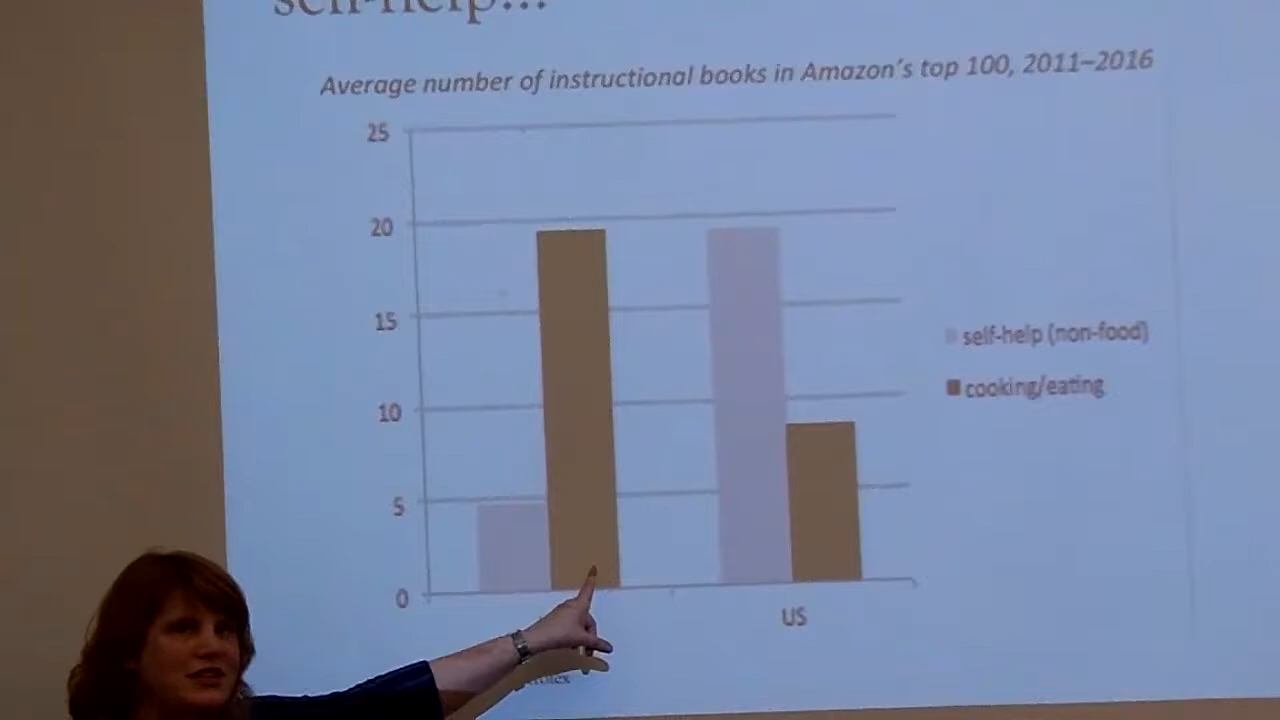 self-help...
Average number of instructional books in Amazon's top 100, 2011–2016
25
20
15
10
5
0
self-help (non-food)
cooking/eating
US